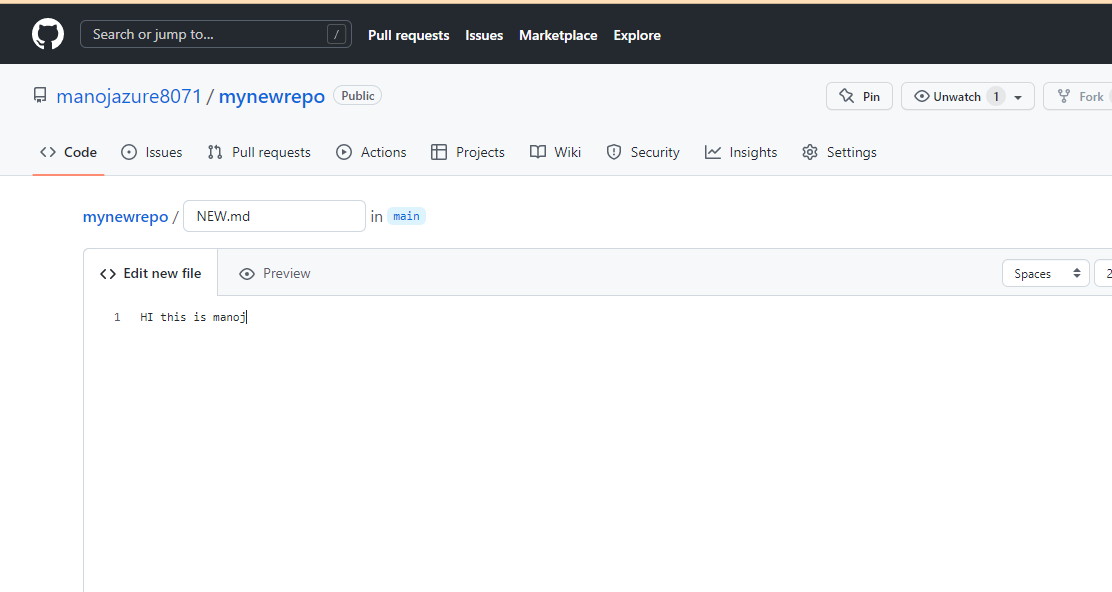 Search or jump to... /
Pull requests Issues Marketplace Explore
manojazure8071 / mynewrepo Public
Pin Unwatch 1 Fork
Code Issues Pull requests Actions Projects Wiki Security Insights Settings
mynewrepo / NEW.md in main
Edit new file Preview Spaces 2
1 HI this is manoj